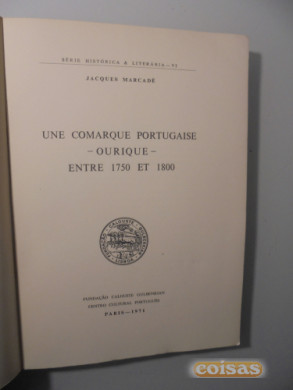 SÉRIE HISTÓRICA & LITERÁRIA — VI
JACQUES MARCADÉ
UNE COMARQUE PORTUGAISE
— OURIQUE —
ENTRE 1750 ET 1800
FUNDAÇÃO CALOUSTE GULBENKIAN
CENTRO CULTURAL PORTUGUÊS
PARIS — 1971
coisas